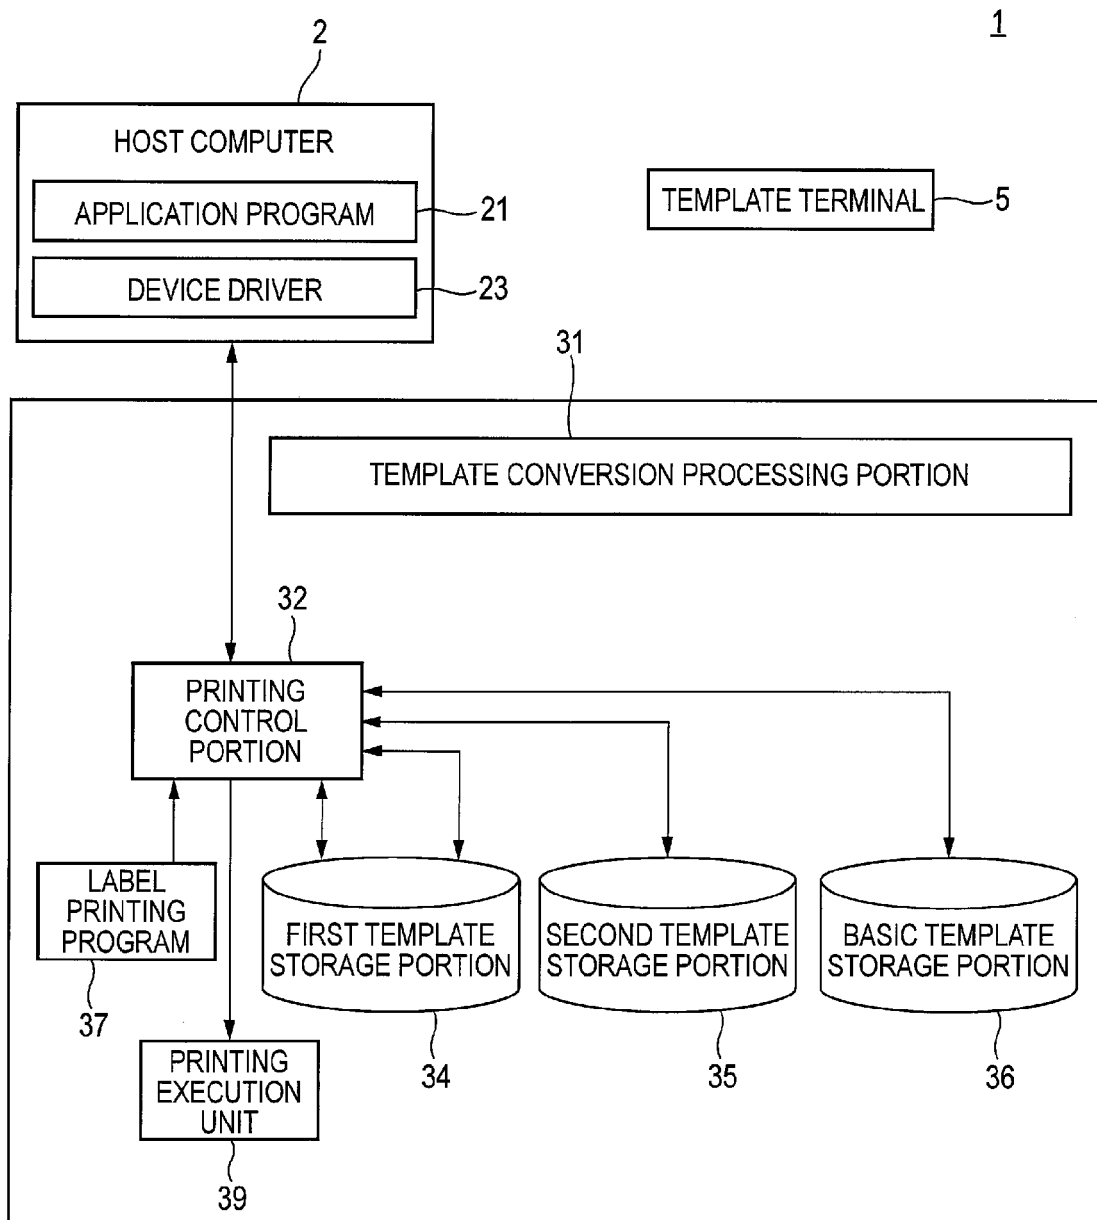 1
2
HOST COMPUTER
APPLICATION PROGRAM
21
DEVICE DRIVER
23
TEMPLATE TERMINAL
5
31
TEMPLATE CONVERSION PROCESSING PORTION
32
PRINTING
CONTROL
PORTION
LABEL
PRINTING
PROGRAM
37
FIRST TEMPLATE
STORAGE PORTION
34
SECOND TEMPLATE
STORAGE PORTION
35
BASIC TEMPLATE
STORAGE PORTION
36
PRINTING
EXECUTION
UNIT
39